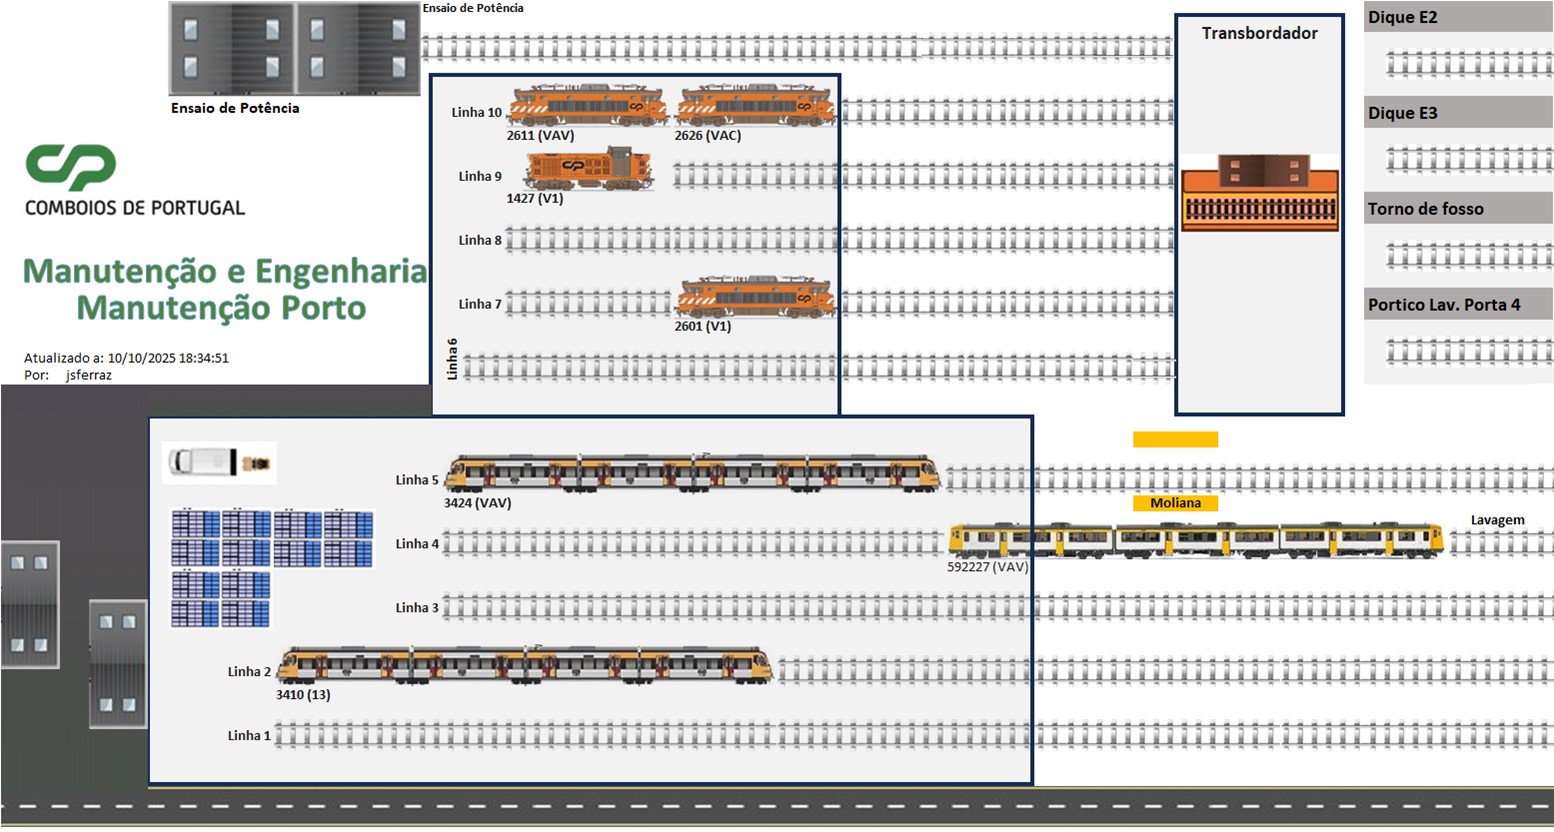 Ensaio de Potência
Ensaio de Potência
Transbordador
Dique E2
Dique E3
Torno de fosso
Portico Lav. Porta 4
Linha 10
2611 (VAV)
2626 (VAC)
Linha 9
1427 (V1)
Linha 8
Linha 7
2601 (V1)
Linha6
CP
COMBOIOS DE PORTUGAL
Manutenção e Engenharia
Manutenção Porto
Atualizado a: 10/10/2025 18:34:51
Por: jsferraz
Linha 5
3424 (VAV)
Moliana
Lavagem
Linha 4
592227 (VAV)
Linha 3
Linha 2
3410 (13)
Linha 1